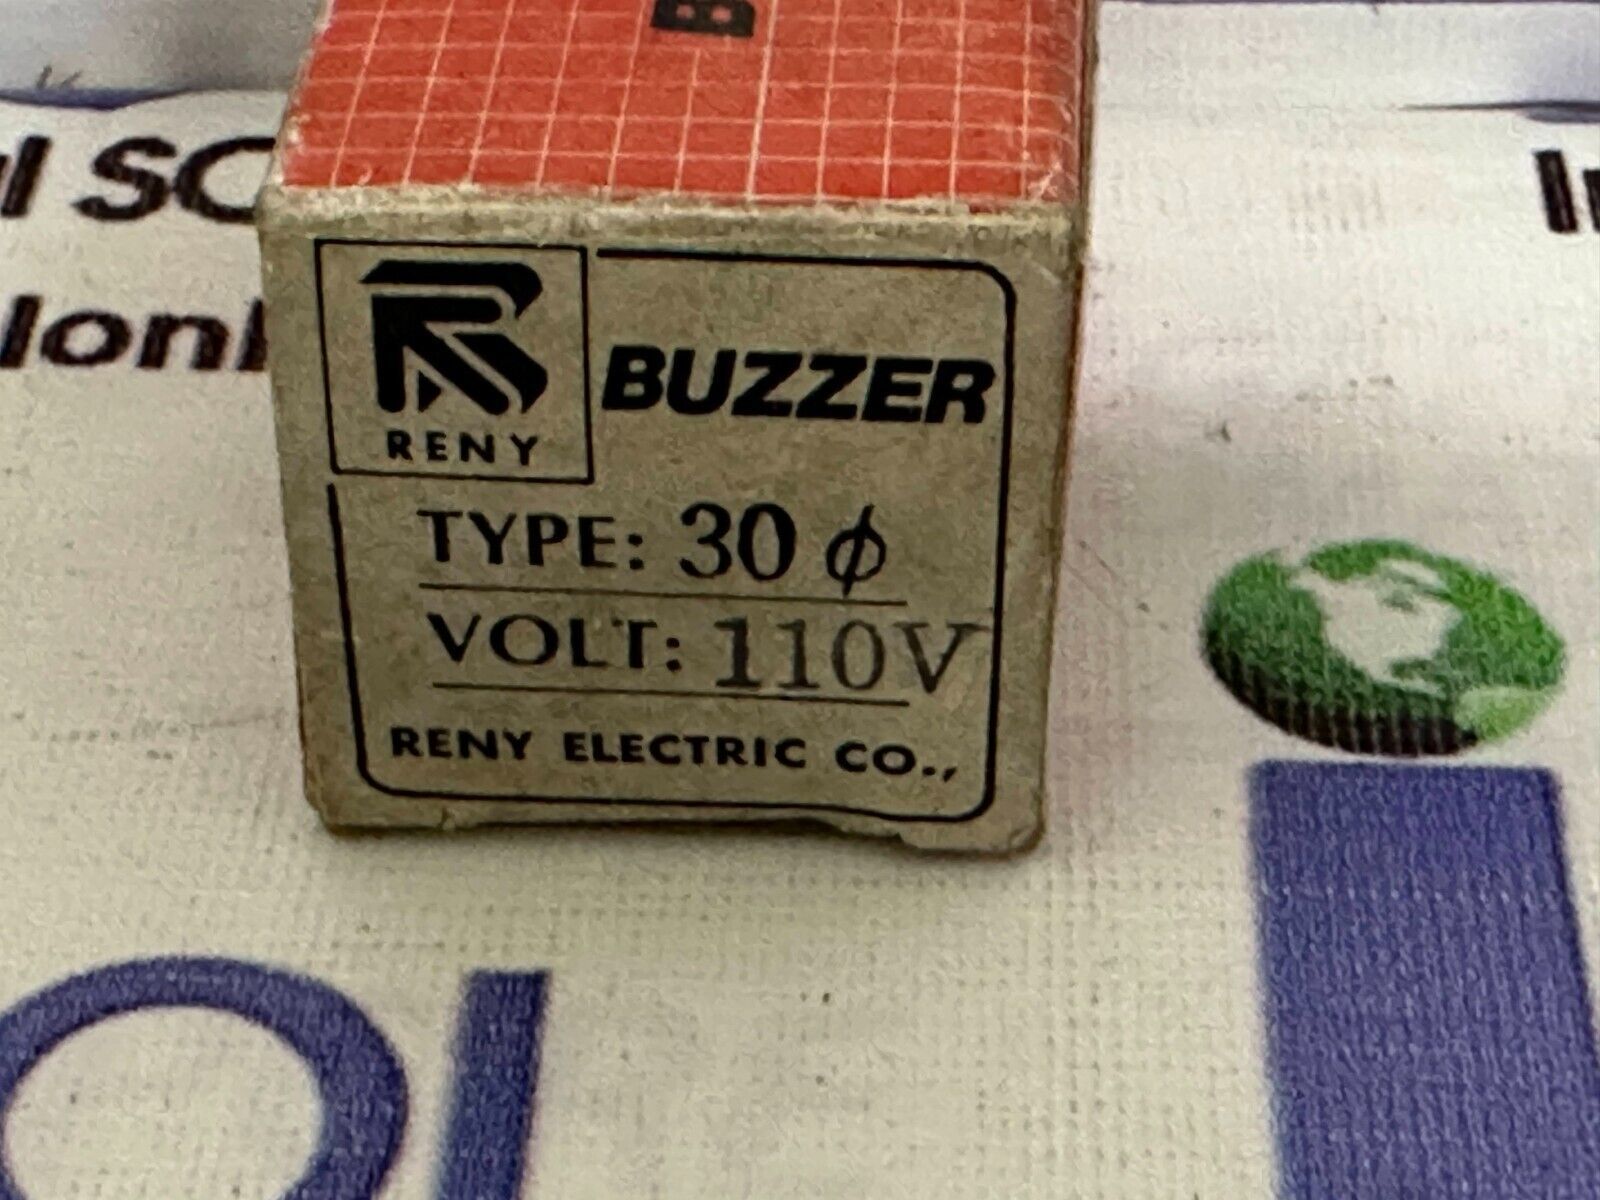 B
RENY
BUZZER
TYPE: 30 ϕ
VOLT: 110V
RENY ELECTRIC CO.,